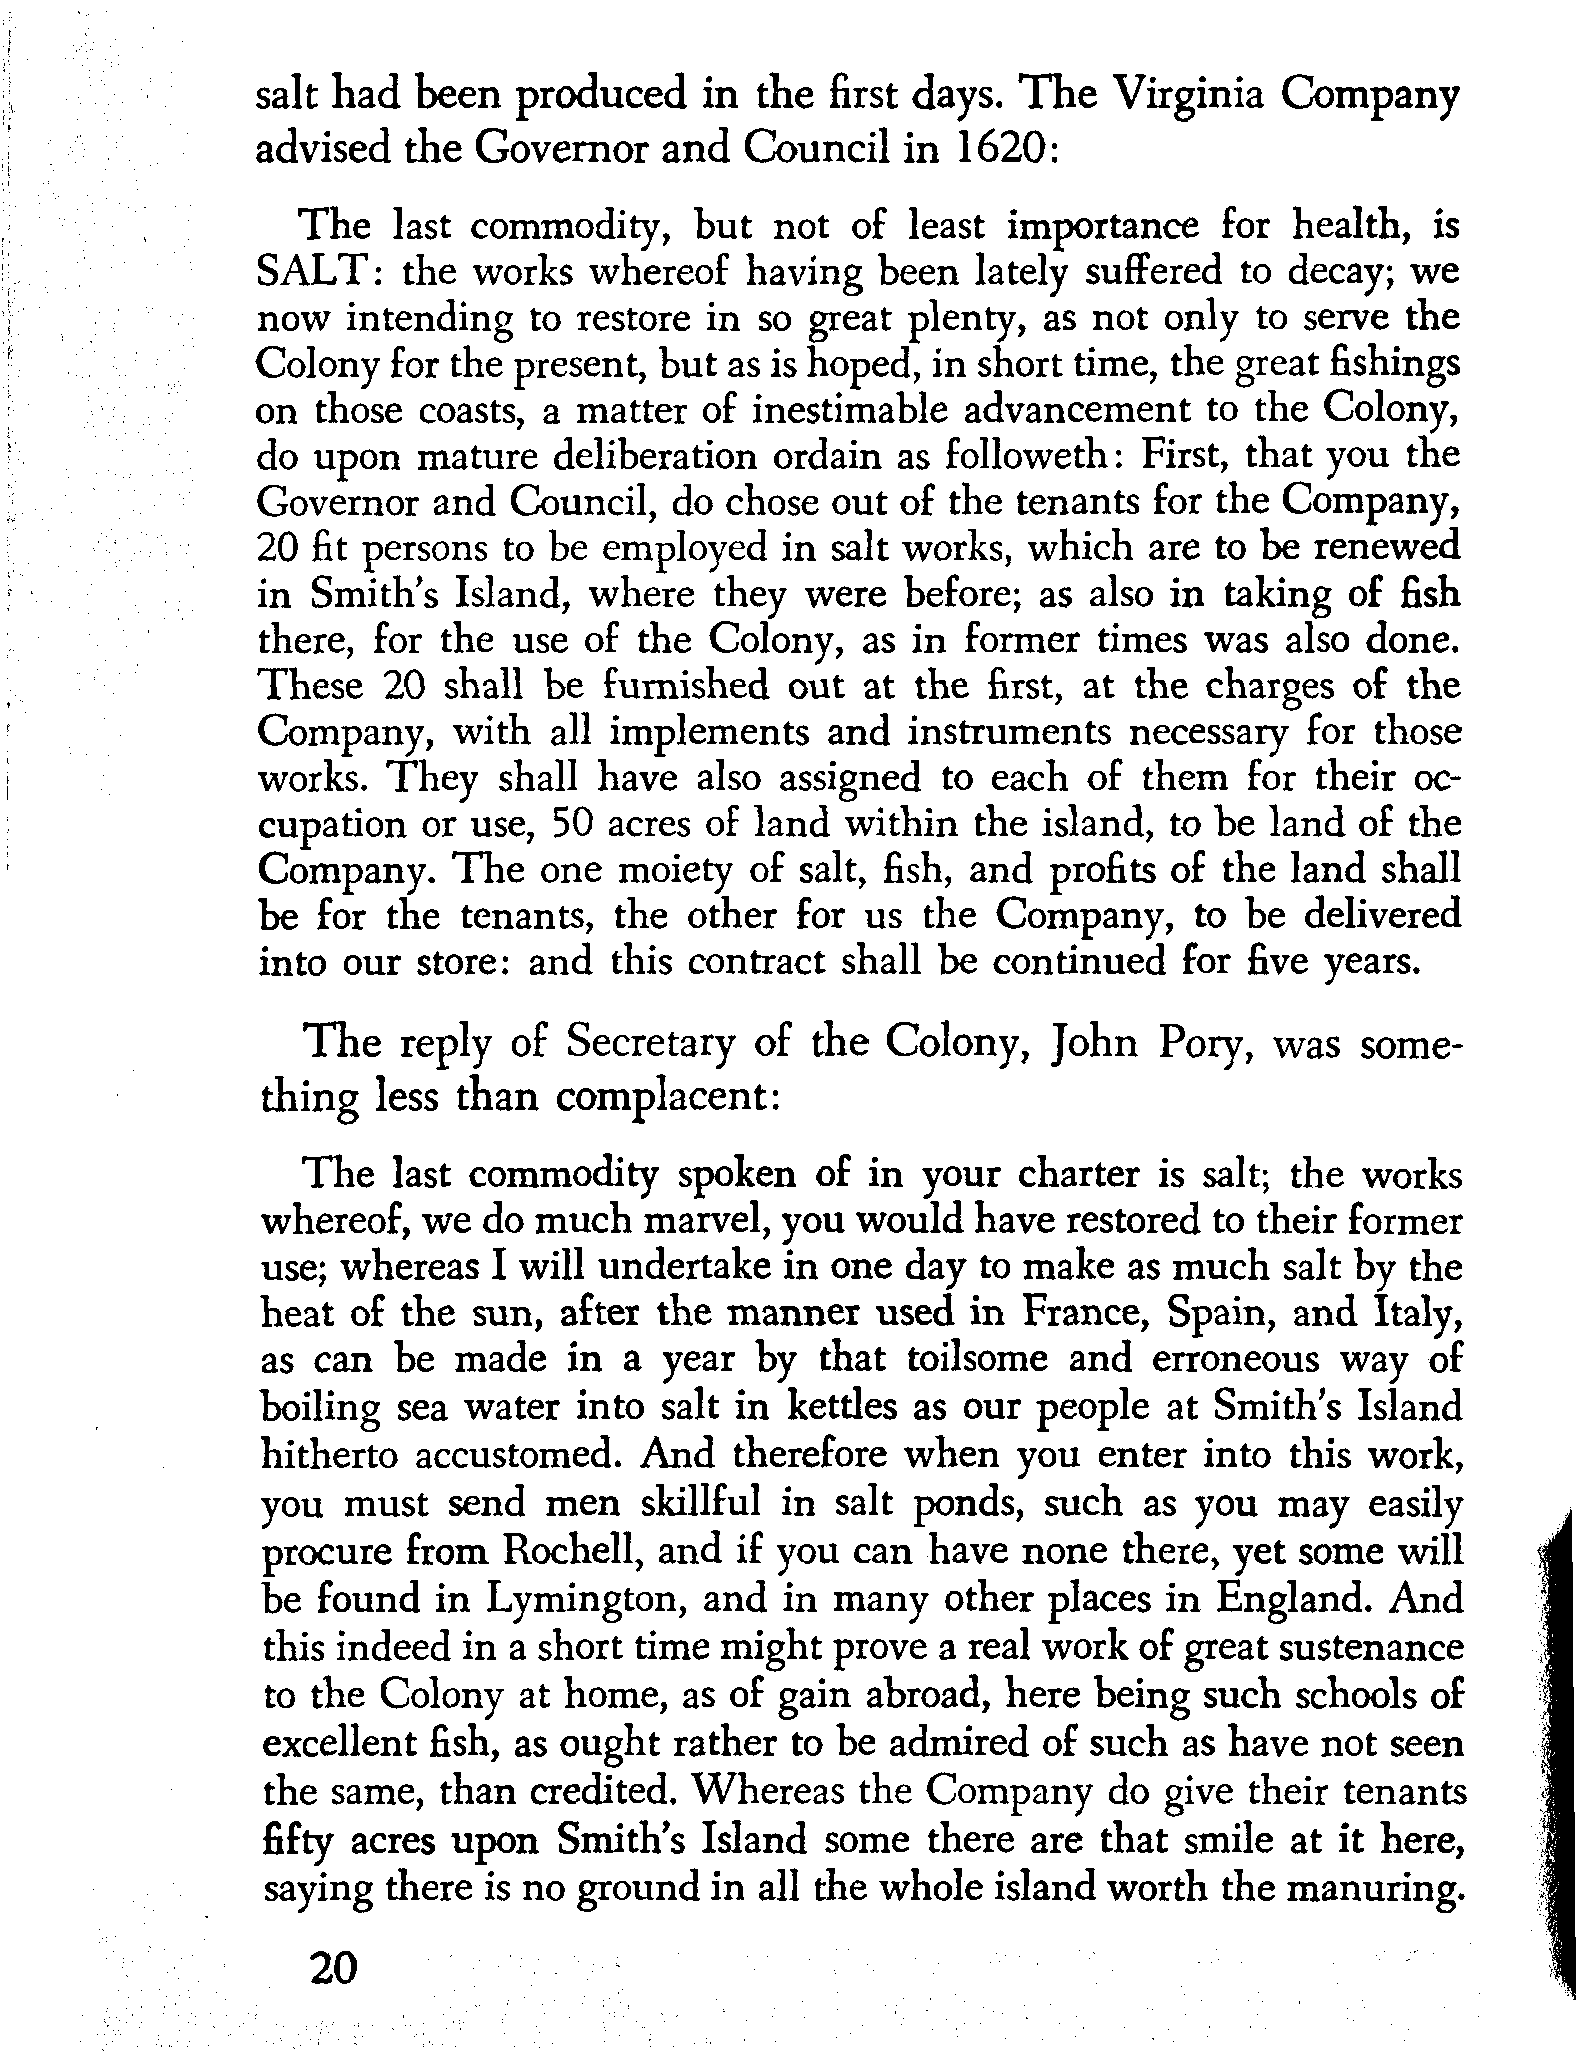 salt had been produced in the first days. The Virginia Company
advised the Governor and Council in 1620:
The last commodity, but not of least importance for health, is
SALT: the works whereof having been lately suffered to decay; we
now intending to restore in so great plenty, as not only to serve the
Colony for the present, but as is hoped, in short time, the great fishings
on those coasts, a matter of inestimable advancement to the Colony,
do upon mature deliberation ordain as followeth: First, that you the
Governor and Council, do chose out of the tenants for the Company,
20 fit persons to be employed in salt works, which are to be renewed
in Smith's Island, where they were before; as also in taking of fish
there, for the use of the Colony, as in former times was also done.
These 20 shall be furnished out at the first, at the charges of the
Company, with all implements and instruments necessary for those
works. They shall have also assigned to each of them for their oc-
cupation or use, 50 acres of land within the island, to be land of the
Company. The one moiety of salt, fish, and profits of the land shall
be for the tenants, the other for us the Company, to be delivered
into our store: and this contract shall be continued for five years.
The reply of Secretary of the Colony, John Pory, was some-
thing less than complacent:
The last commodity spoken of in your charter is salt; the works
whereof, we do much marvel, you would have restored to their former
use; whereas I will undertake in one day to make as much salt by the
heat of the sun, after the manner used in France, Spain, and Italy,
as can be made in a year by that toilsome and erroneous way of
boiling sea water into salt in kettles as our people at Smith's Island
hitherto accustomed. And therefore when you enter into this work,
you must send men skillful in salt ponds, such as you may easily
procure from Rochell, and if you can have none there, yet some will
be found in Lymington, and in many other places in England. And
this indeed in a short time might prove a real work of great sustenance
to the Colony at home, as of gain abroad, here being such schools of
excellent fish, as ought rather to be admired of such as have not seen
the same, than credited. Whereas the Company do give their tenants
fifty acres upon Smith's Island some there are that smile at it here,
saying there is no ground in all the whole island worth the manuring.
20